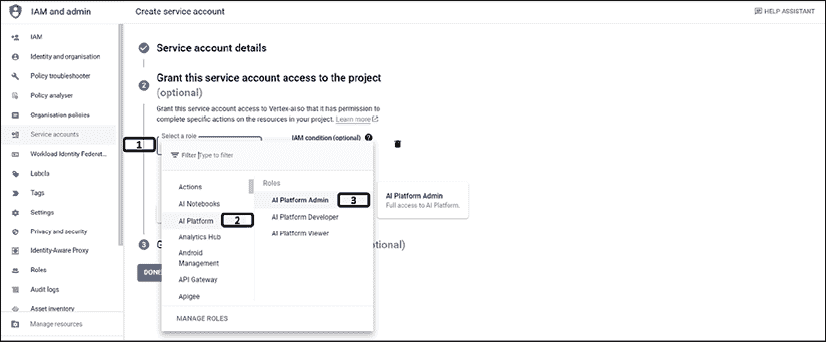 IAM and admin
Create service account
HELP ASSISTANT
IAM
Identity and organisation
Policy troubleshooter
Policy analyser
Organisation policies
Service accounts
Workload Identity Federat...
Labels
Tags
Settings
Privacy and security
Identity-Aware Proxy
Roles
Audit logs
Asset inventory
Manage resources
Service account details
2
Grant this service account access to the project
(optional)
Grant this service account access to Vertex-ai so that it has permission to
complete specific actions on the resources in your project. Learn more
Select a role
IAM condition (optional)
1
Filter Type to filter
Actions
AI Notebooks
AI Platform
2
Analytics Hub
Android
Management
API Gateway
Apigee
Roles
AI Platform Admin
3
AI Platform Developer
AI Platform Viewer
MANAGE ROLES
AI Platform Admin
Full access to AI Platform.
3
G
optional)
DONE